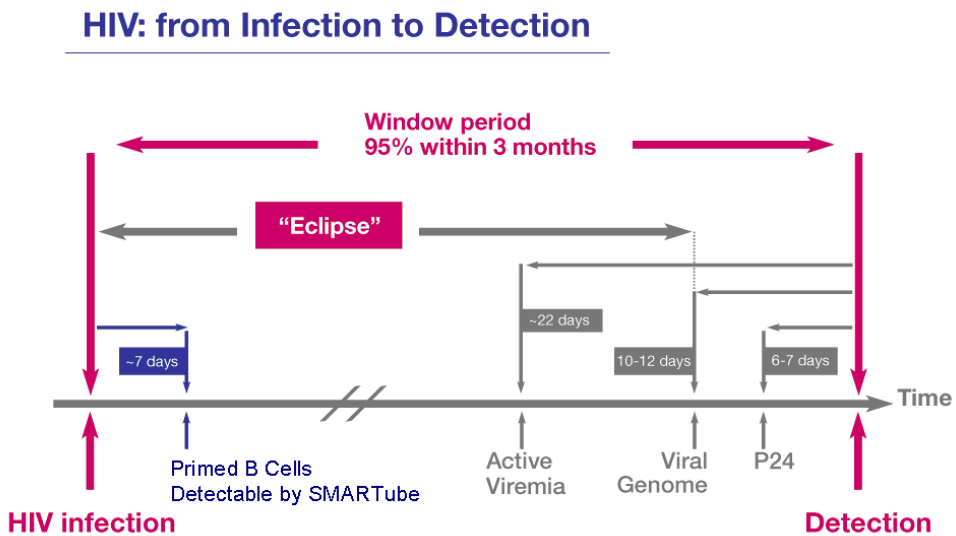 HIV: from Infection to Detection
Window period
95% within 3 months
“Eclipse”
~22 days
~7 days
10-12 days
6-7 days
Time
Primed B Cells
Detectable by SMARTube
Active
Viremia
Viral
Genome
P24
HIV infection
Detection